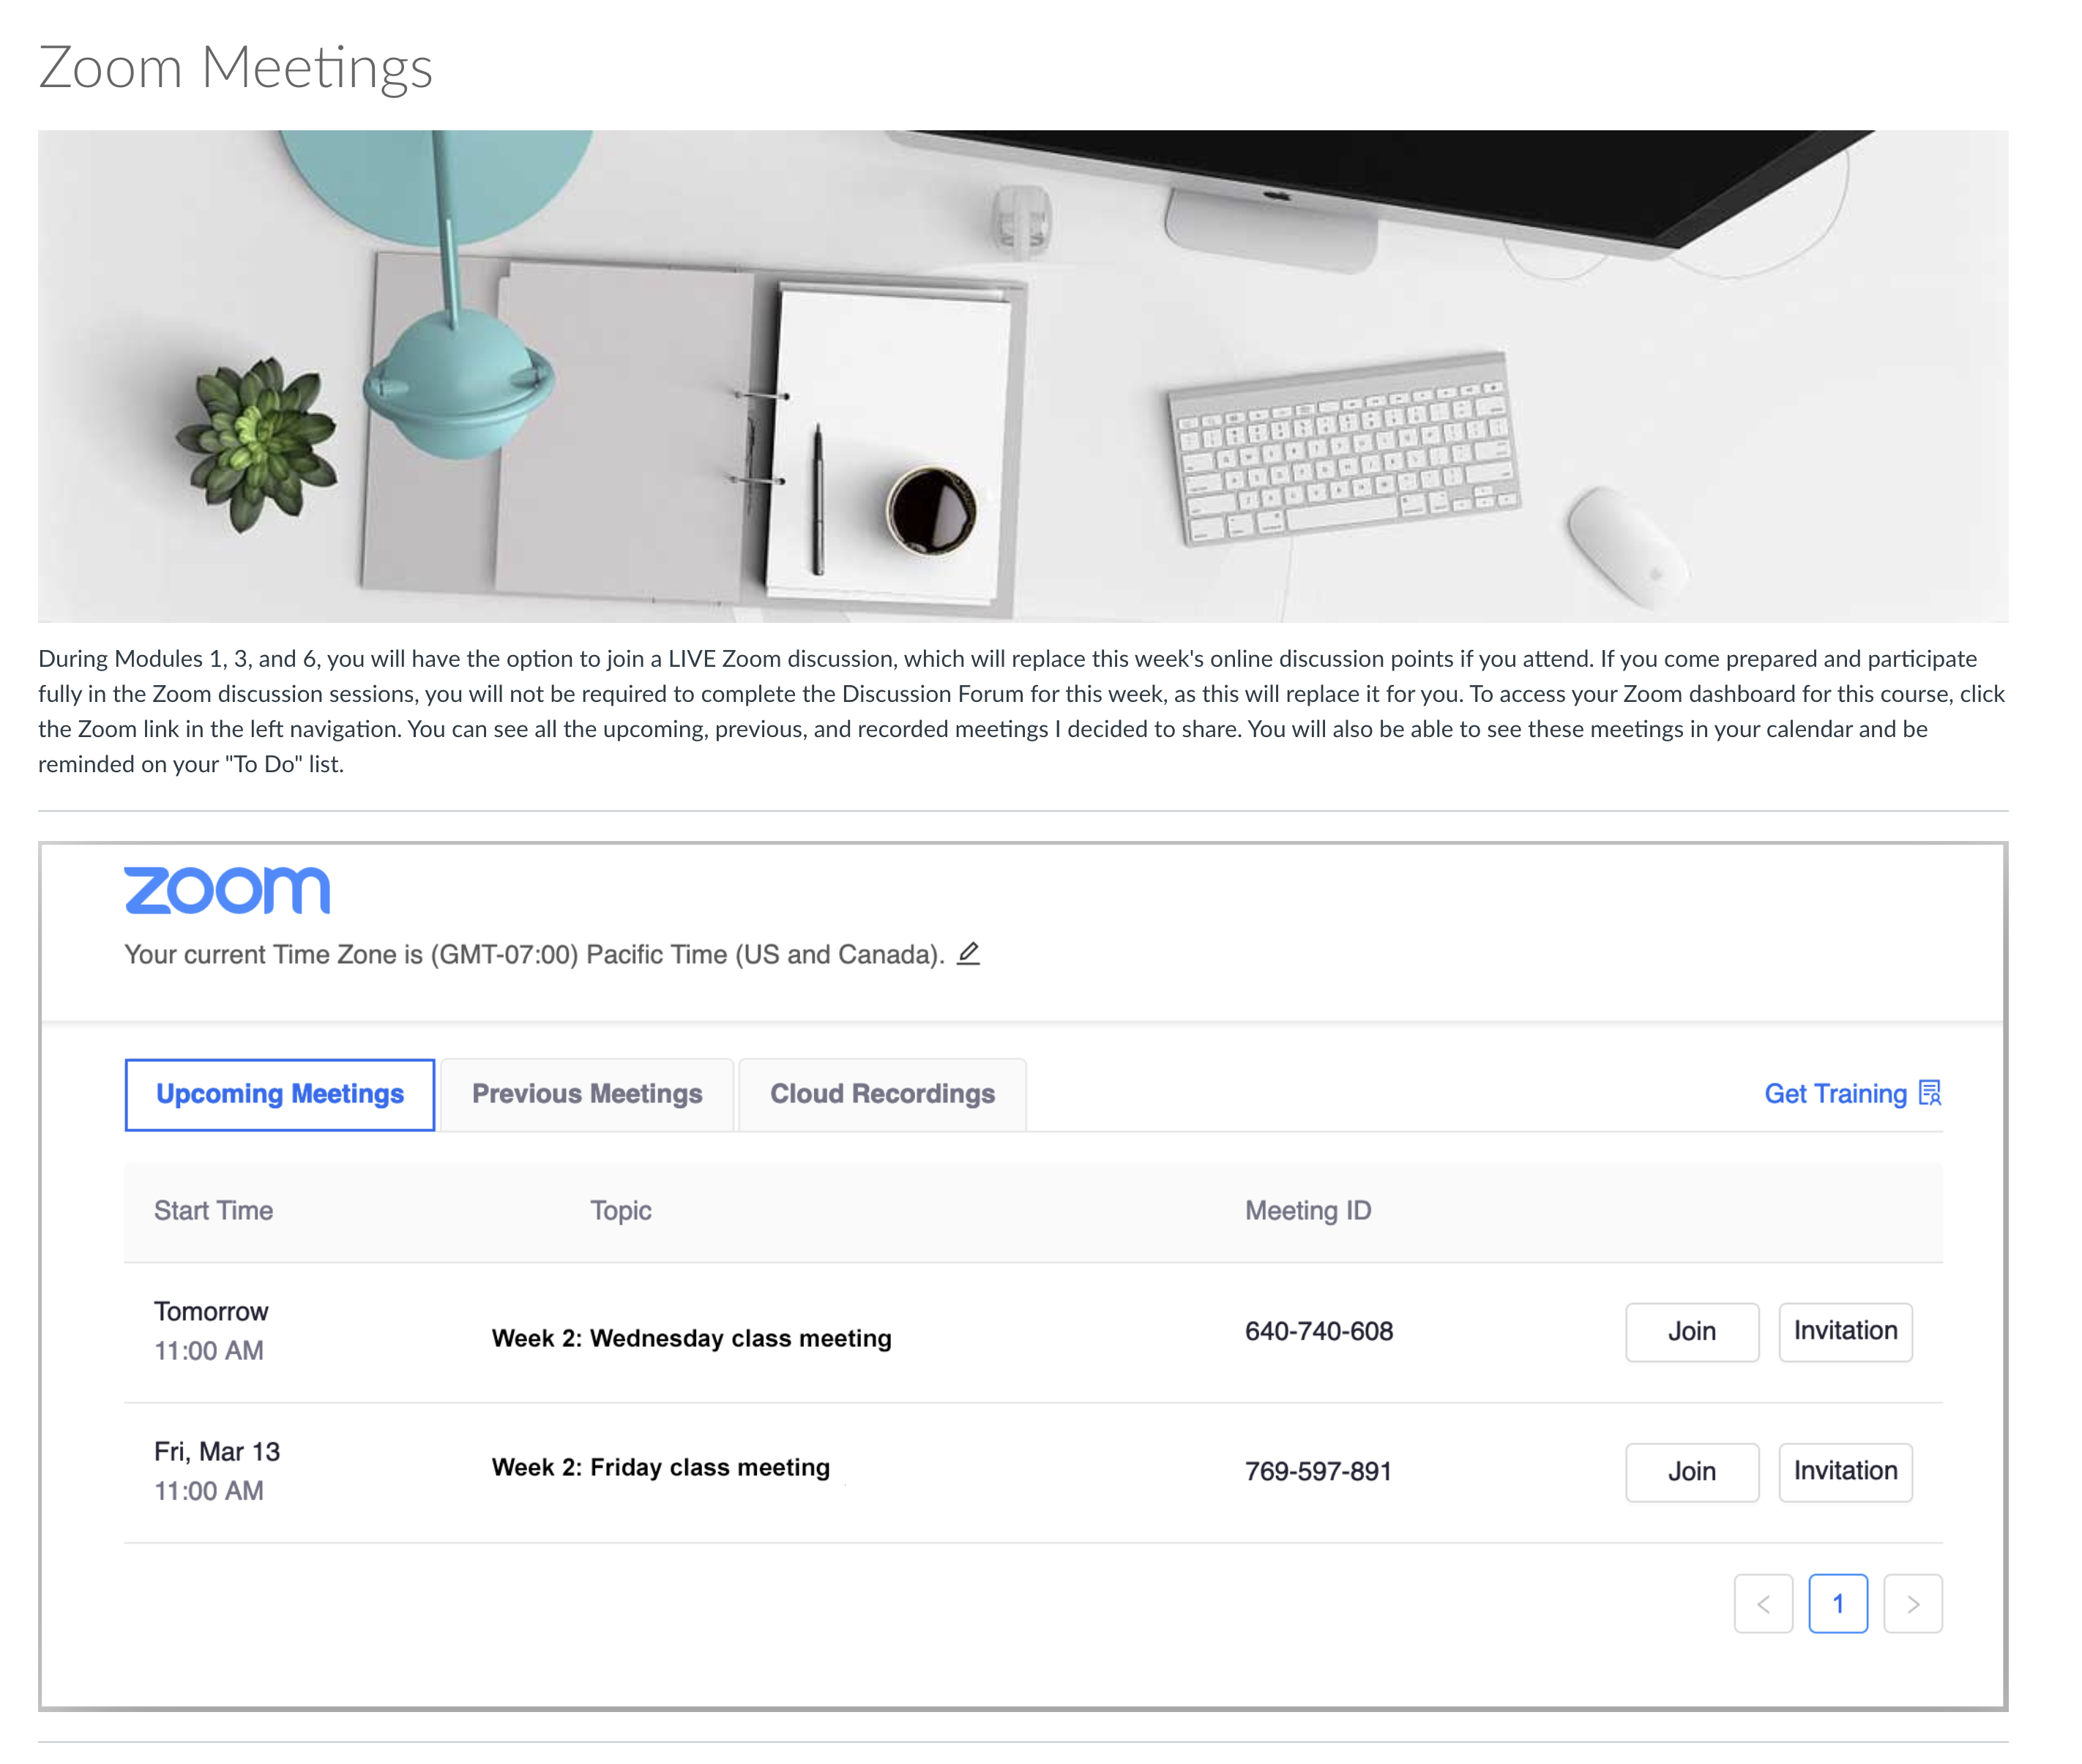 Zoom Meetings
During Modules 1, 3, and 6, you will have the option to join a LIVE Zoom discussion, which will replace this week's online discussion points if you attend. If you come prepared and participate
fully in the Zoom discussion sessions, you will not be required to complete the Discussion Forum for this week, as this will replace it for you. To access your Zoom dashboard for this course, click
the Zoom link in the left navigation. You can see all the upcoming, previous, and recorded meetings I decided to share. You will also be able to see these meetings in your calendar and be
reminded on your "To Do" list.
zoom
Your current Time Zone is (GMT-07:00) Pacific Time (US and Canada).
Upcoming Meetings Previous Meetings Cloud Recordings Get Training
Start Time Topic Meeting ID
Tomorrow
11:00 AM
Week 2: Wednesday class meeting
640-740-608
Join Invitation
Fri, Mar 13
11:00 AM
Week 2: Friday class meeting
769-597-891
Join Invitation
< 1 >